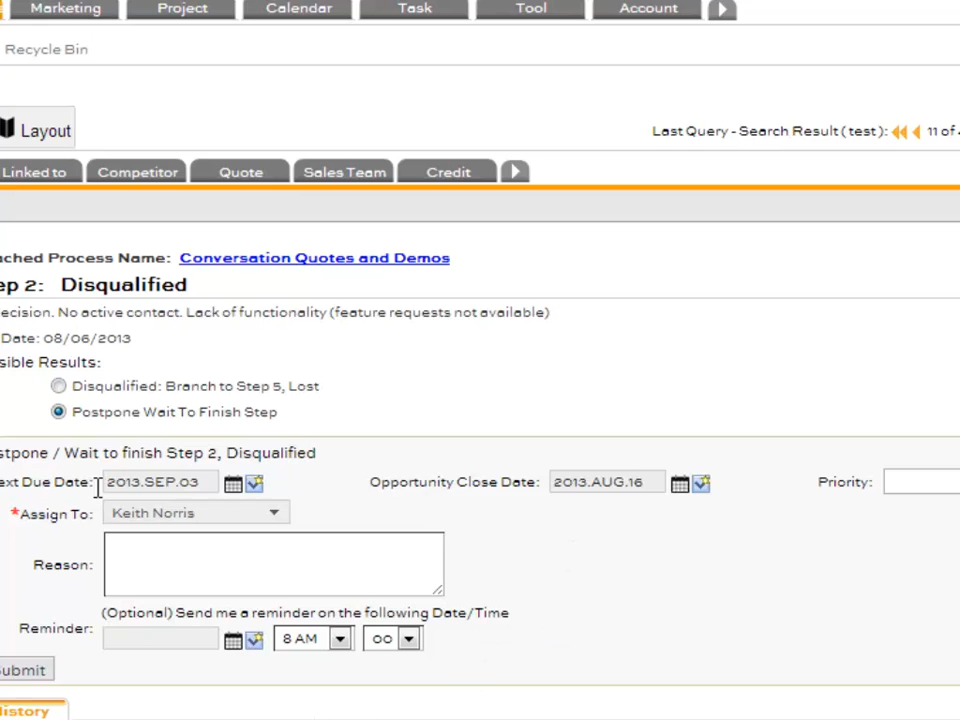 Marketing Project Calendar Task Tool Account
Recycle Bin
Layout
Last Query - Search Result ( test ): 11 of
Linked to Competitor Quote Sales Team Credit
ched Process Name: Conversation Quotes and Demos
ep 2: Disqualified
ecision. No active contact. Lack of functionality (feature requests not available)
Date: 08/06/2013
sible Results:
Disqualified: Branch to Step 5, Lost
Postpone Wait To Finish Step
stpone / Wait to finish Step 2, Disqualified
ext Due Date: 2013.SEP.03 Opportunity Close Date: 2013.AUG.16 Priority:
*Assign To: Keith Norris
Reason:
(Optional) Send me a reminder on the following Date/Time
Reminder: 8 AM 00
ubmit
History